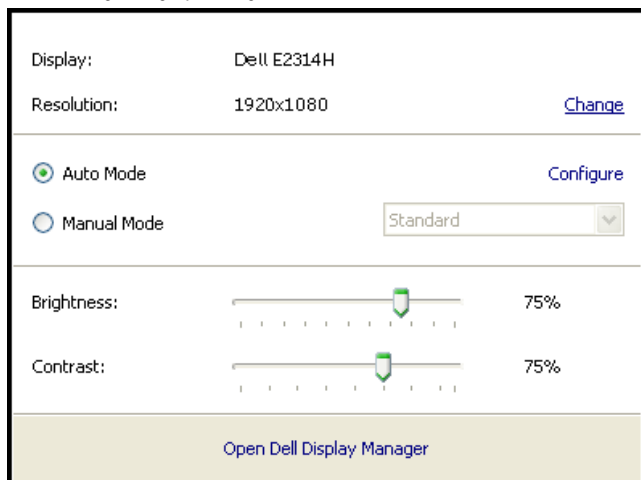 Display: Dell E2314H
Resolution: 1920x1080 Change
Auto Mode Configure
Manual Mode Standard
Brightness: 75%
Contrast: 75%
Open Dell Display Manager